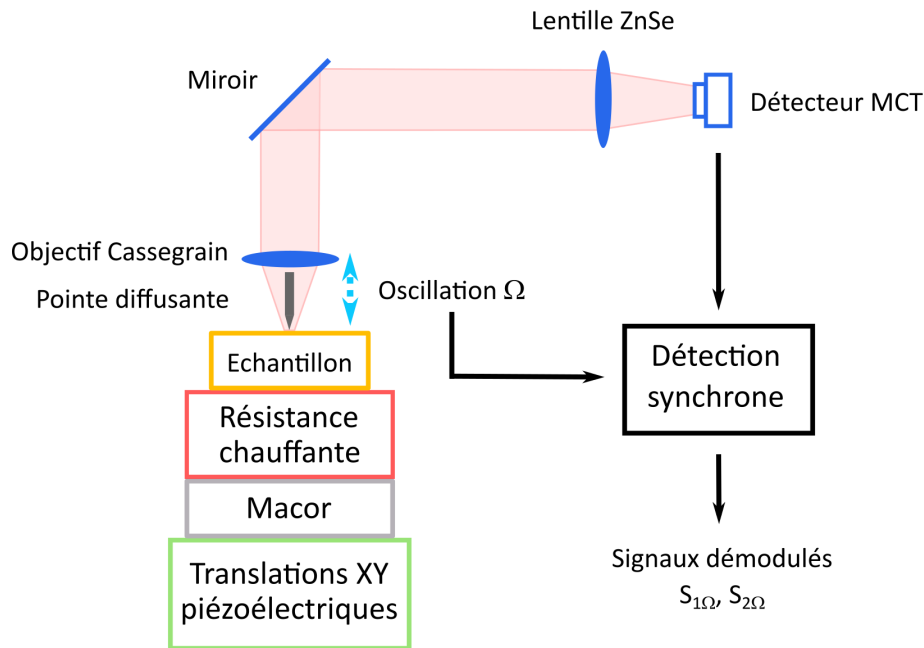 Lentille ZnSe
Miroir
Détecteur MCT
Objectif Cassegrain
Pointe diffusante
Oscillation Ω
Echantillon
Détection
synchrone
Résistance
chauffante
Macor
Translations XY
piézoélectriques
Signaux démodulés
S1Ω, S2Ω